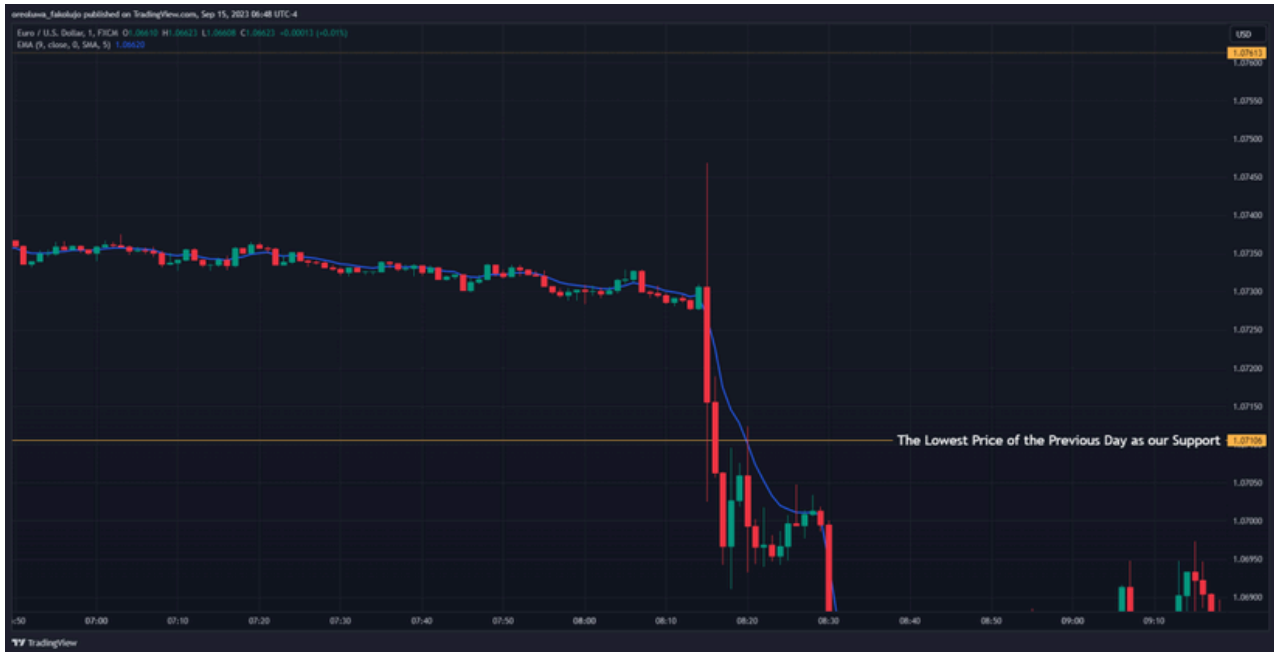 oreoluwa_fakolujo published on TradingView.com, Sep 15, 2023 06:48 UTC-4
Euro / U.S. Dollar, 1, FXCM O1.06610 H1.06623 L1.06608 C1.06623 +0.00013 (+0.01%)
EMA (9, close, 0, SMA, 5) 1.06620
USD
1.07613
1.07600
1.07550
1.07500
1.07450
1.07400
1.07350
1.07300
1.07250
1.07200
1.07150
The Lowest Price of the Previous Day as our Support 1.07106
1.07050
1.07000
1.06950
1.06900
:50 07:00 07:10 07:20 07:30 07:40 07:50 08:00 08:10 08:20 08:30 08:40 08:50 09:00 09:10
TradingView